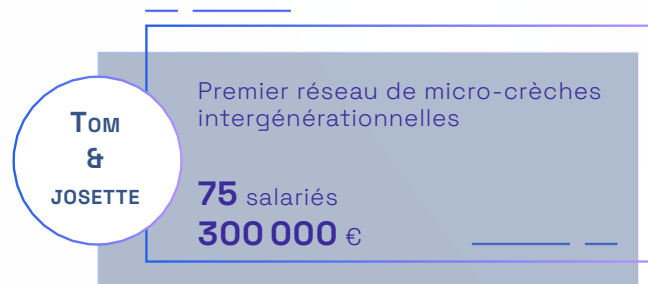 Tom
&
JOSETTE
Premier réseau de micro-crèches
intergénérationnelles
75 salariés
300 000 €